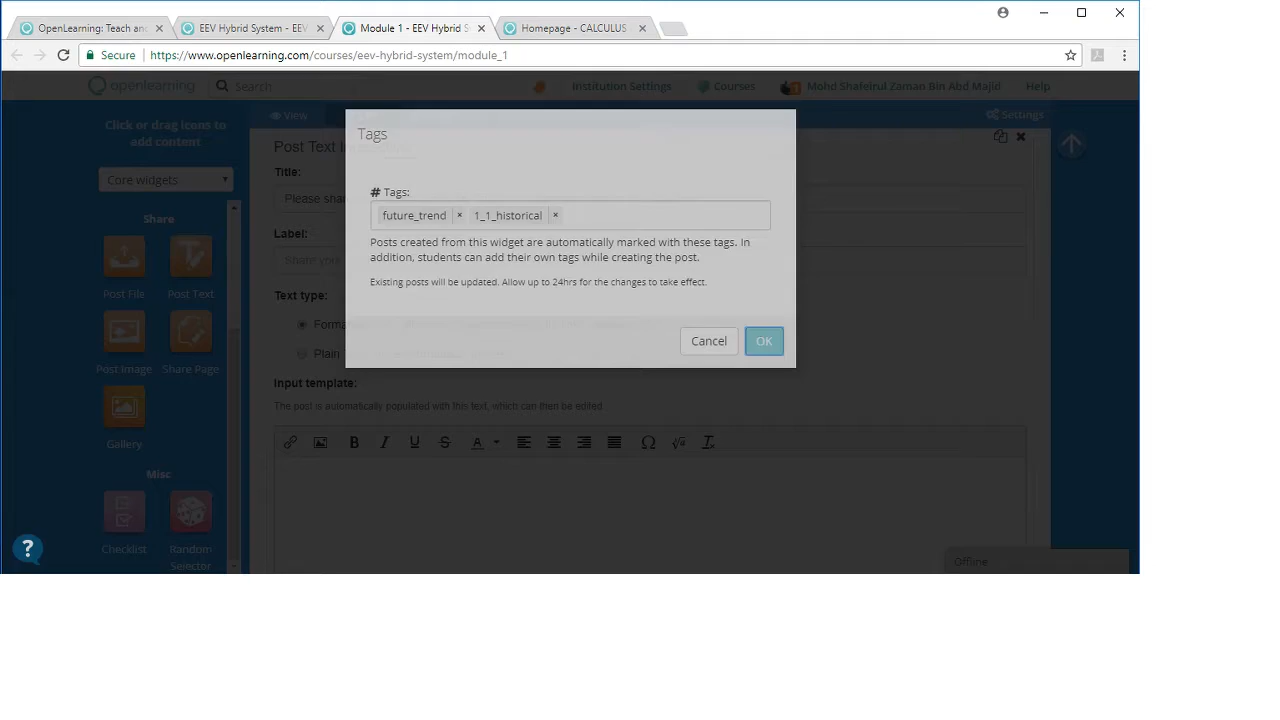 OpenLearning: Teach and
EEV Hybrid System - EEV
Module 1 - EEV Hybrid S
Homepage - CALCULUS
Secure
https://www.openlearning.com/courses/eev-hybrid-system/module_1
openlearning
Search
Institution Settings
Courses
Mohd Shafeirul Zaman Bin Abd Majid
Help
Click or drag icons to
add content
Core widgets
Share
Post File
Post Text
Post Image
Share Page
Gallery
Misc
Checklist
Random
Selector
View
Settings
Post Text
Title:
Please sha
Label:
Share you
Text type:
Forma
Plain
Input template:
The post is automatically populated with this text, which can then be edited.
B I U S A Ω √a Tx
Tags
# Tags:
future_trend × 1_1_historical ×
Posts created from this widget are automatically marked with these tags. In
addition, students can add their own tags while creating the post.
Existing posts will be updated. Allow up to 24hrs for the changes to take effect.
Cancel
OK
?
Offline